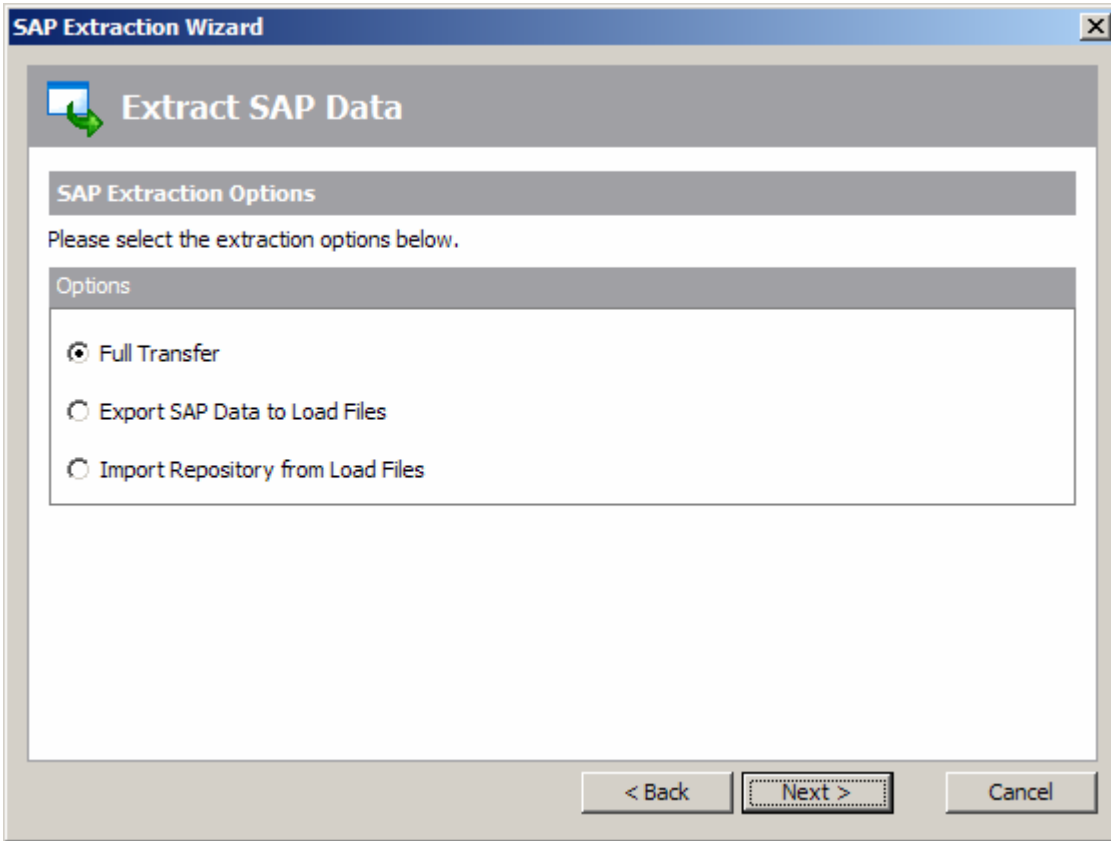 SAP Extraction Wizard
Extract SAP Data
SAP Extraction Options
Please select the extraction options below.
Options
Full Transfer
Export SAP Data to Load Files
Import Repository from Load Files
< Back Next > Cancel